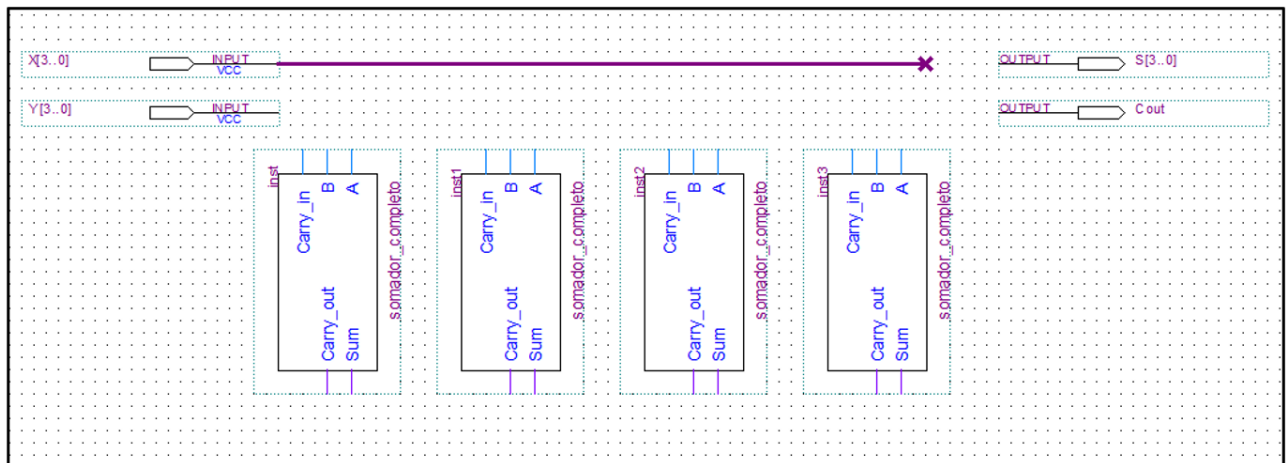 X[3..0] INPUT VCC OUTPUT S[3..0]
Y[3..0] INPUT VCC OUTPUT Cout
inst
Carry_in
B
A
Carry_out
Sum
somador_completo
inst1
Carry_in
B
A
Carry_out
Sum
somador_completo
inst2
Carry_in
B
A
Carry_out
Sum
somador_completo
inst3
Carry_in
B
A
Carry_out
Sum
somador_completo